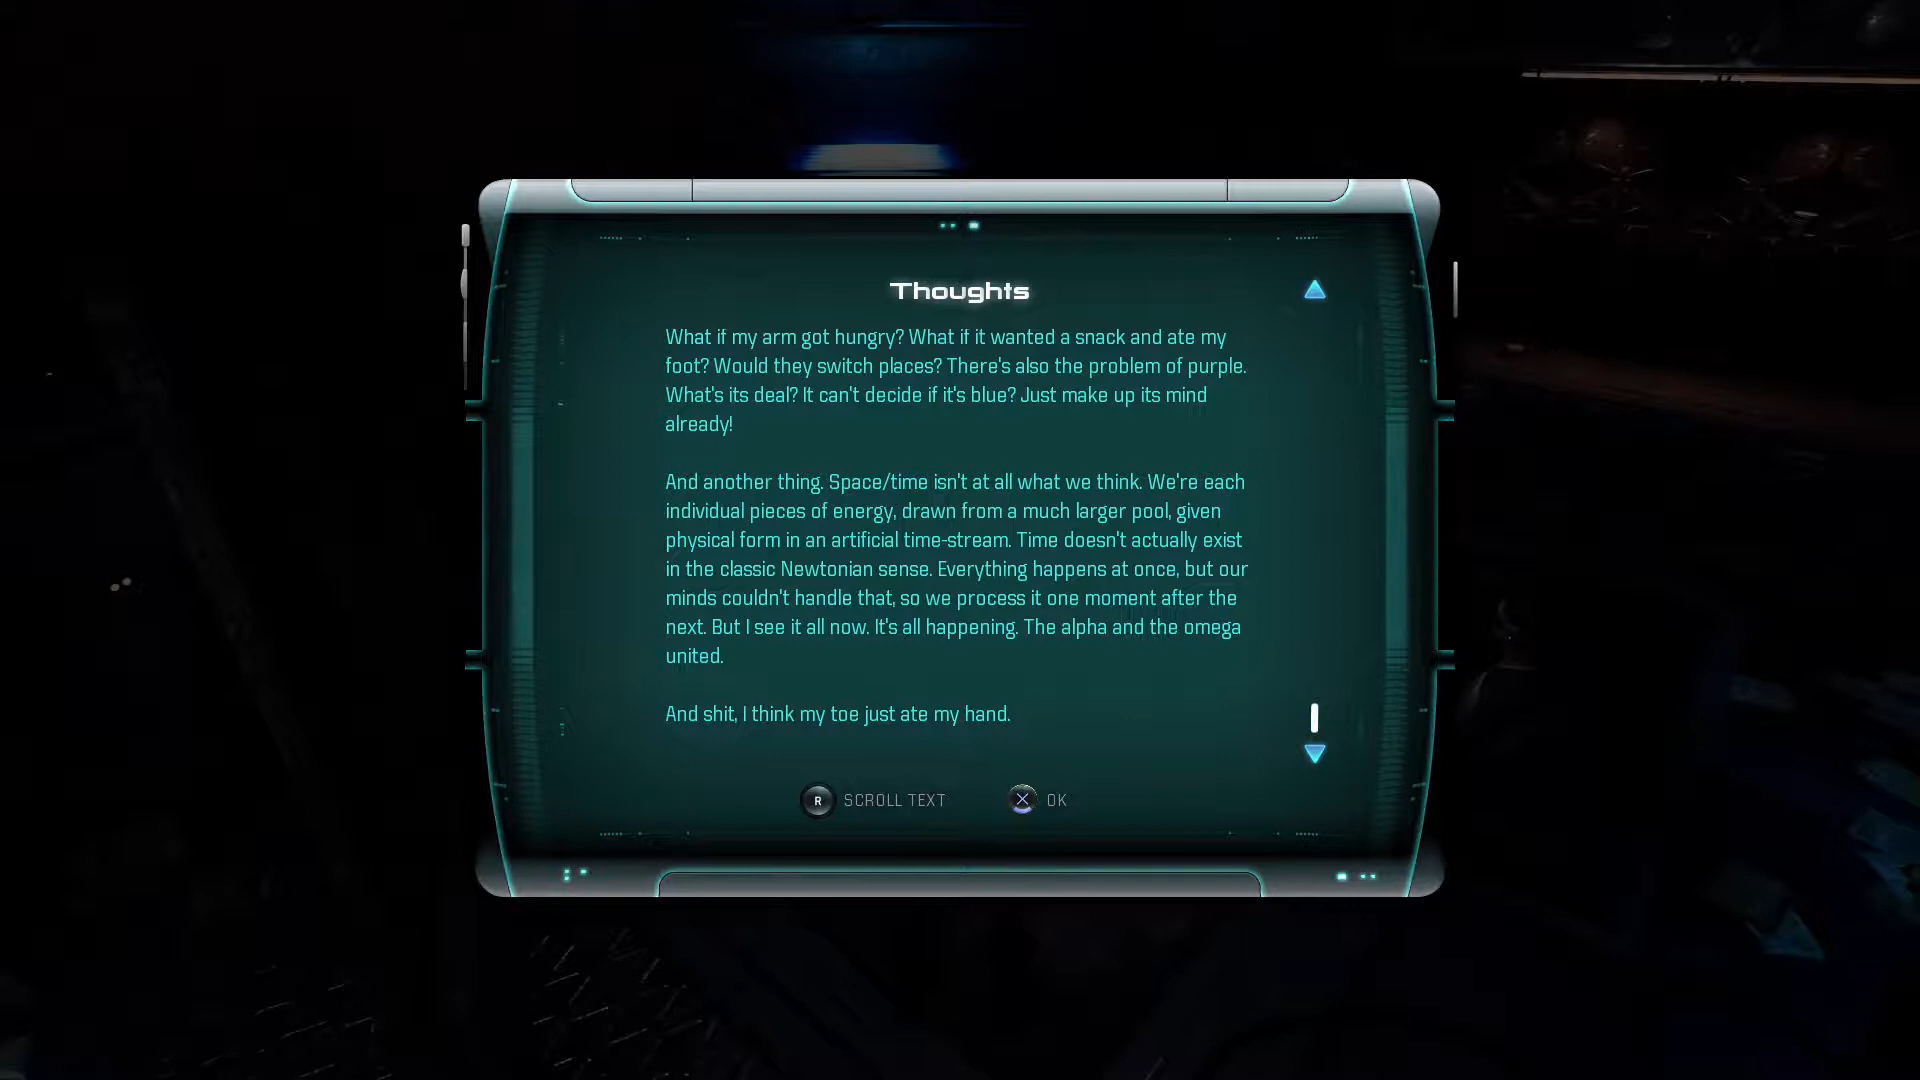 Thoughts
What if my arm got hungry? What if it wanted a snack and ate my
foot? Would they switch places? There's also the problem of purple.
What's its deal? It can't decide if it's blue? Just make up its mind
already!
And another thing. Space/time isn't at all what we think. We're each
individual pieces of energy, drawn from a much larger pool, given
physical form in an artificial time-stream. Time doesn't actually exist
in the classic Newtonian sense. Everything happens at once, but our
minds couldn't handle that, so we process it one moment after the
next. But I see it all now. It's all happening. The alpha and the omega
united.
And shit, I think my toe just ate my hand.
R SCROLL TEXT OK